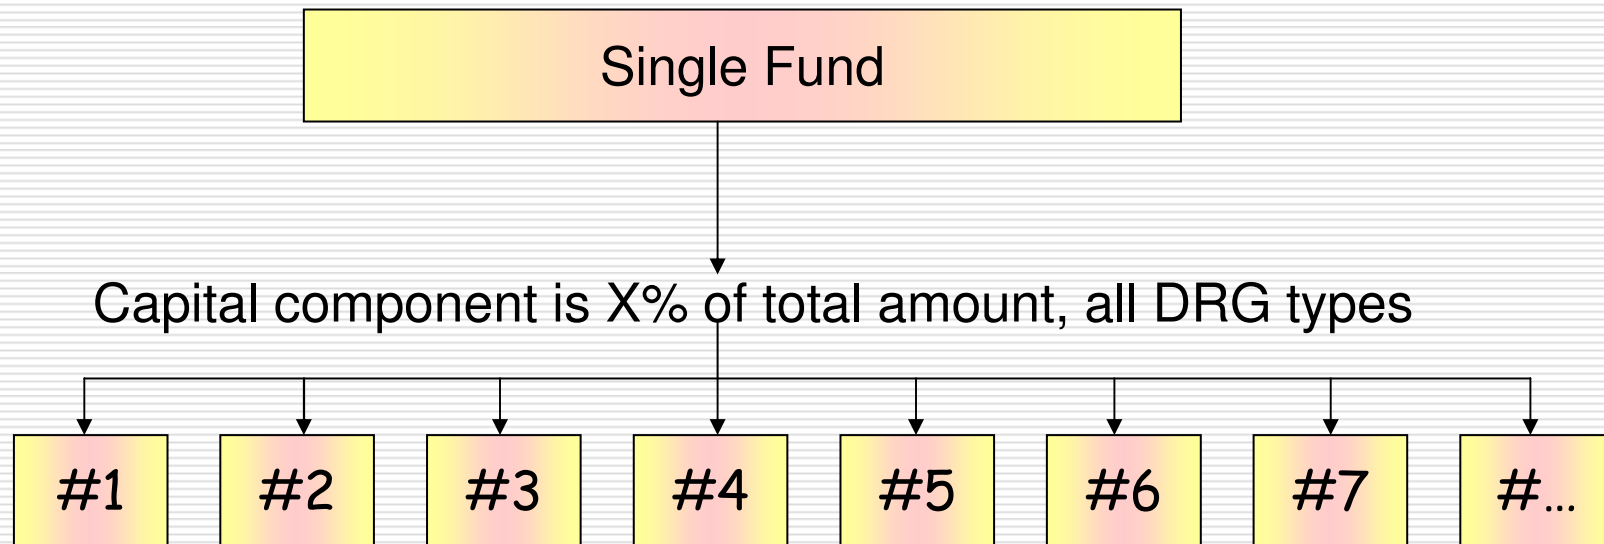 Single Fund
Capital component is X% of total amount, all DRG types
#1 #2 #3 #4 #5 #6 #7 #...